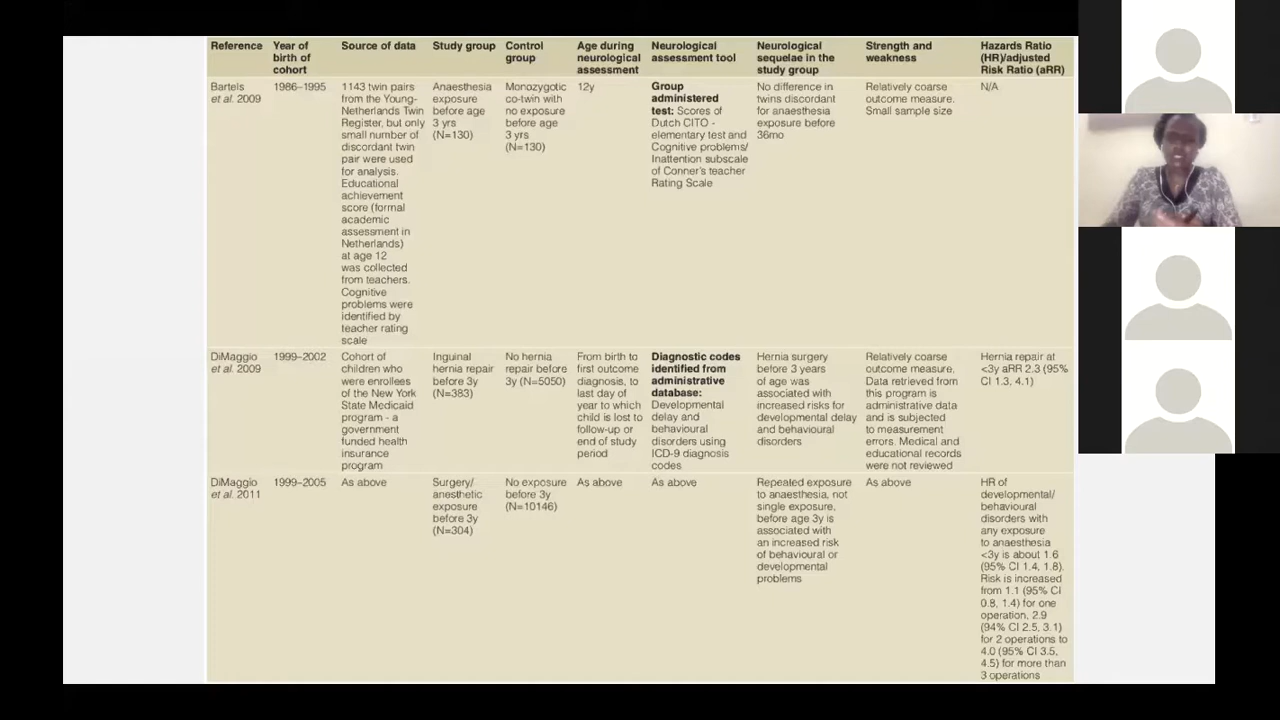 Reference
Year of
birth of
cohort
Source of data
Study group
Control
group
Age during
neurological
assessment
Neurological
assessment tool
Neurological
sequelae in the
study group
Strength and
weakness
Hazards Ratio
(HR)/adjusted
Risk Ratio (aRR)
Bartels
et al. 2009
1986–1995
1143 twin pairs
from the Young-
Netherlands Twin
Register, but only
small number of
discordant twin
pair were used
for analysis.
Educational
achievement
score (formal
academic
assessment in
Netherlands)
at age 12
was collected
from teachers.
Cognitive
problems were
identified by
teacher rating
scale
Anaesthesia
exposure
before age
3 yrs
(N=130)
Monozygotic
co-twin with
no exposure
before age
3 yrs
(N=130)
12y
Group
administered
test: Scores of
Dutch CITO -
elementary test and
Cognitive problems/
Inattention subscale
of Conner's teacher
Rating Scale
No difference in
twins discordant
for anaesthesia
exposure before
36mo
Relatively coarse
outcome measure.
Small sample size
N/A
DiMaggio
et al. 2009
1999–2002
Cohort of
children who
were enrollees
of the New York
State Medicaid
program - a
government
funded health
insurance
program
Inguinal
hernia repair
before 3y
(N=383)
No hernia
repair before
3y (N=5050)
From birth to
first outcome
diagnosis, to
last day of
year to which
child is lost to
follow-up or
end of study
period
Diagnostic codes
identified from
administrative
database:
Developmental
delay and
behavioural
disorders using
ICD-9 diagnosis
codes
Hernia surgery
before 3 years
of age was
associated with
increased risks for
developmental delay
and behavioural
disorders
Relatively coarse
outcome measure.
Data retrieved from
this program is
administrative data
and is subjected
to measurement
errors. Medical and
educational records
were not reviewed
Hernia repair at
<3y aRR 2.3 (95%
CI 1.3, 4.1)
DiMaggio
et al. 2011
1999–2005
As above
Surgery/
anesthetic
exposure
before 3y
(N=304)
No exposure
before 3y
(N=10146)
As above
As above
Repeated exposure
to anaesthesia, not
single exposure,
before age 3y is
associated with
an increased risk
of behavioural or
developmental
problems
As above
HR of
developmental/
behavioural
disorders with
any exposure
to anaesthesia
<3y is about 1.6
(95% CI 1.4, 1.8).
Risk is increased
from 1.1 (95% CI
0.8, 1.4) for one
operation, 2.9
(94% CI 2.5, 3.1)
for 2 operations to
4.0 (95% CI 3.5,
4.5) for more than
3 operations